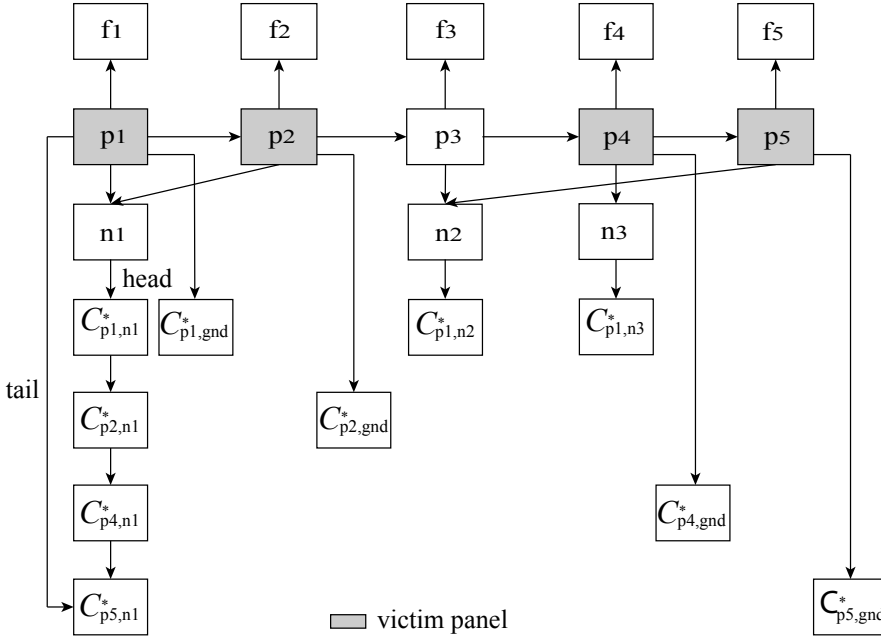 f1 f2 f3 f4 f5
p1 p2 p3 p4 p5
n1 n2 n3
head
C*p1,n1 C*p1,gnd C*p1,n2 C*p1,n3
tail
C*p2,n1 C*p2,gnd
C*p4,n1 C*p4,gnd
C*p5,n1 C*p5,gnd
victim panel